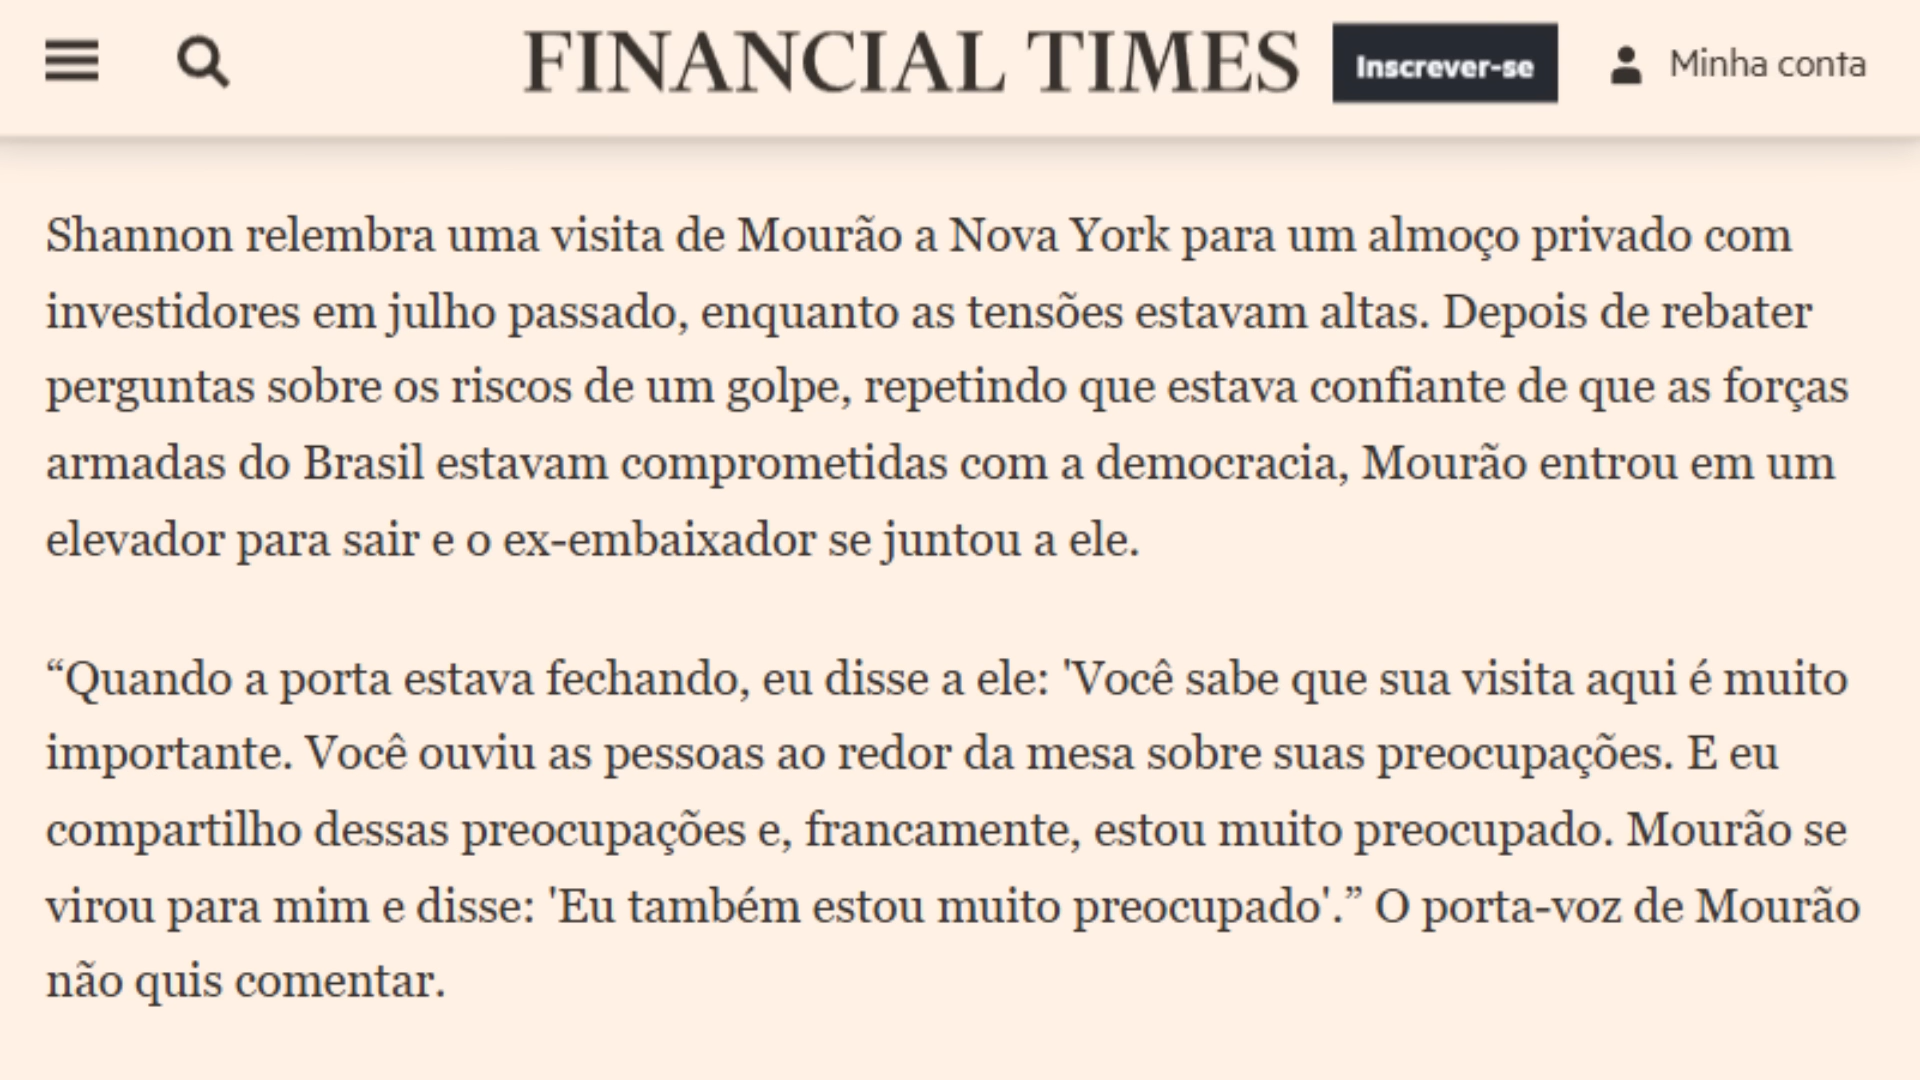 FINANCIAL TIMES
Inscrever-se
Minha conta
Shannon relembra uma visita de Mourão a Nova York para um almoço privado com
investidores em julho passado, enquanto as tensões estavam altas. Depois de rebater
perguntas sobre os riscos de um golpe, repetindo que estava confiante de que as forças
armadas do Brasil estavam comprometidas com a democracia, Mourão entrou em um
elevador para sair e o ex-embaixador se juntou a ele.
“Quando a porta estava fechando, eu disse a ele: 'Você sabe que sua visita aqui é muito
importante. Você ouviu as pessoas ao redor da mesa sobre suas preocupações. E eu
compartilho dessas preocupações e, francamente, estou muito preocupado. Mourão se
virou para mim e disse: 'Eu também estou muito preocupado'.” O porta-voz de Mourão
não quis comentar.